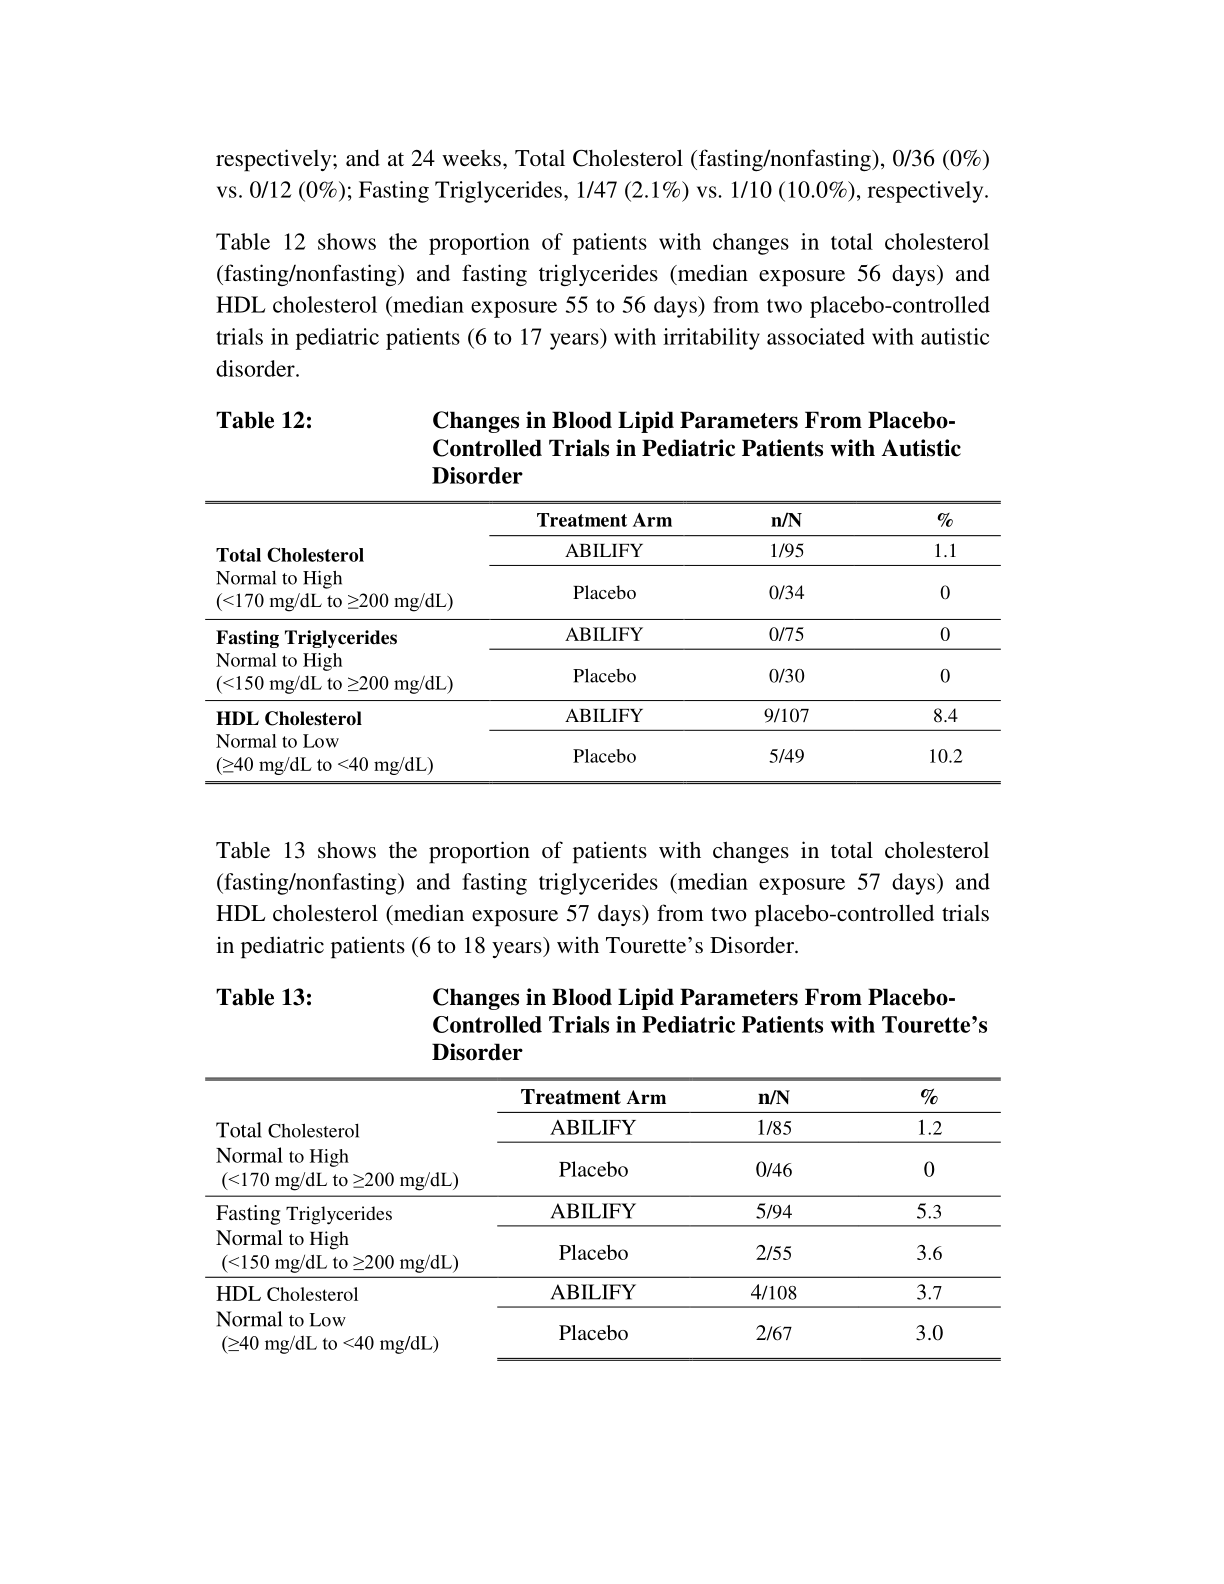 respectively; and at 24 weeks, Total Cholesterol (fasting/nonfasting), 0/36 (0%)
vs. 0/12 (0%); Fasting Triglycerides, 1/47 (2.1%) vs. 1/10 (10.0%), respectively.
Table 12 shows the proportion of patients with changes in total cholesterol
(fasting/nonfasting) and fasting triglycerides (median exposure 56 days) and
HDL cholesterol (median exposure 55 to 56 days) from two placebo-controlled
trials in pediatric patients (6 to 17 years) with irritability associated with autistic
disorder.
Table 12: Changes in Blood Lipid Parameters From Placebo-
Controlled Trials in Pediatric Patients with Autistic
Disorder
Treatment Arm n/N %
Total Cholesterol ABILIFY 1/95 1.1
Normal to High
(<170 mg/dL to ≥200 mg/dL) Placebo 0/34 0
Fasting Triglycerides ABILIFY 0/75 0
Normal to High
(<150 mg/dL to ≥200 mg/dL) Placebo 0/30 0
HDL Cholesterol ABILIFY 9/107 8.4
Normal to Low
(≥40 mg/dL to <40 mg/dL) Placebo 5/49 10.2
Table 13 shows the proportion of patients with changes in total cholesterol
(fasting/nonfasting) and fasting triglycerides (median exposure 57 days) and
HDL cholesterol (median exposure 57 days) from two placebo-controlled trials
in pediatric patients (6 to 18 years) with Tourette’s Disorder.
Table 13: Changes in Blood Lipid Parameters From Placebo-
Controlled Trials in Pediatric Patients with Tourette’s
Disorder
Treatment Arm n/N %
Total Cholesterol ABILIFY 1/85 1.2
Normal to High
(<170 mg/dL to ≥200 mg/dL) Placebo 0/46 0
Fasting Triglycerides ABILIFY 5/94 5.3
Normal to High
(<150 mg/dL to ≥200 mg/dL) Placebo 2/55 3.6
HDL Cholesterol ABILIFY 4/108 3.7
Normal to Low
(≥40 mg/dL to <40 mg/dL) Placebo 2/67 3.0